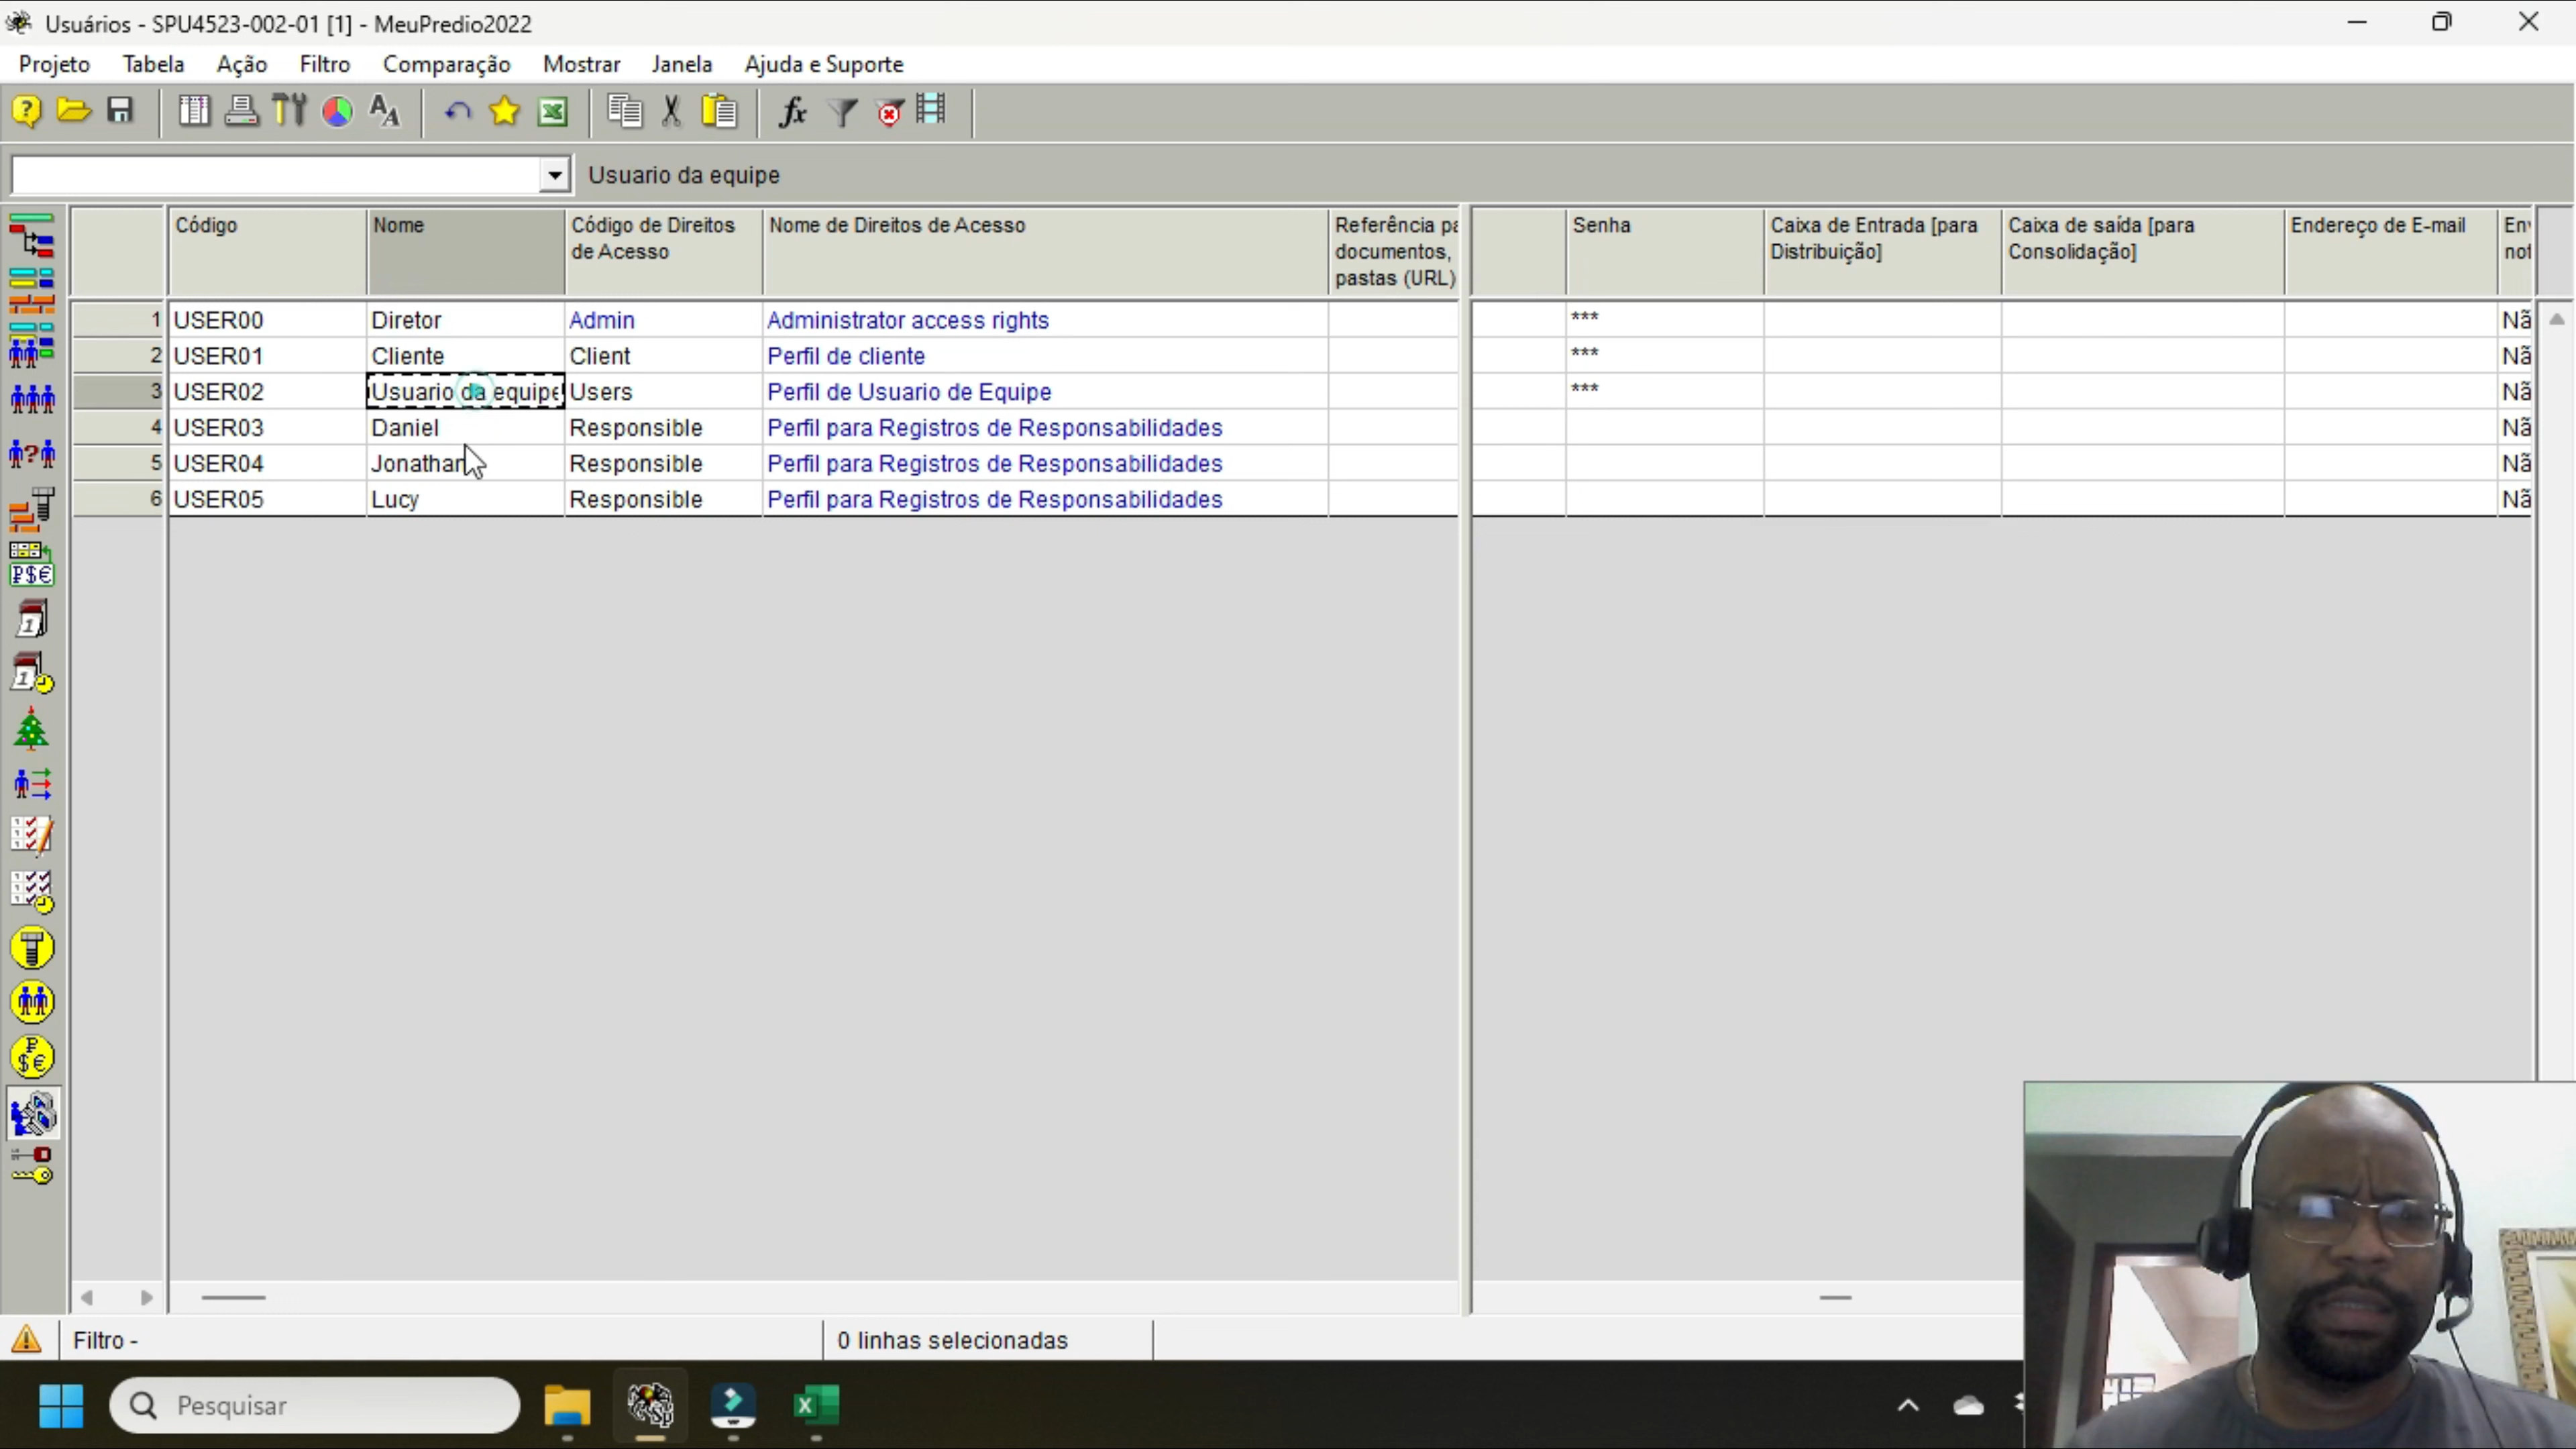 Usuários - SPU4523-002-01 [1] - MeuPredio2022
Projeto Tabela Ação Filtro Comparação Mostrar Janela Ajuda e Suporte
Usuario da equipe
Código Nome Código de Direitos de Acesso Nome de Direitos de Acesso Referência pa documentos, pastas (URL) Senha Caixa de Entrada [para Distribuição] Caixa de saída [para Consolidação] Endereço de E-mail
1 USER00 Diretor Admin Administrator access rights *** Nã
2 USER01 Cliente Client Perfil de cliente *** Nã
3 USER02 Usuario da equipe Users Perfil de Usuario de Equipe *** Nã
4 USER03 Daniel Responsible Perfil para Registros de Responsabilidades Nã
5 USER04 Jonathan Responsible Perfil para Registros de Responsabilidades Nã
6 USER05 Lucy Responsible Perfil para Registros de Responsabilidades Nã
Filtro - 0 linhas selecionadas
Pesquisar